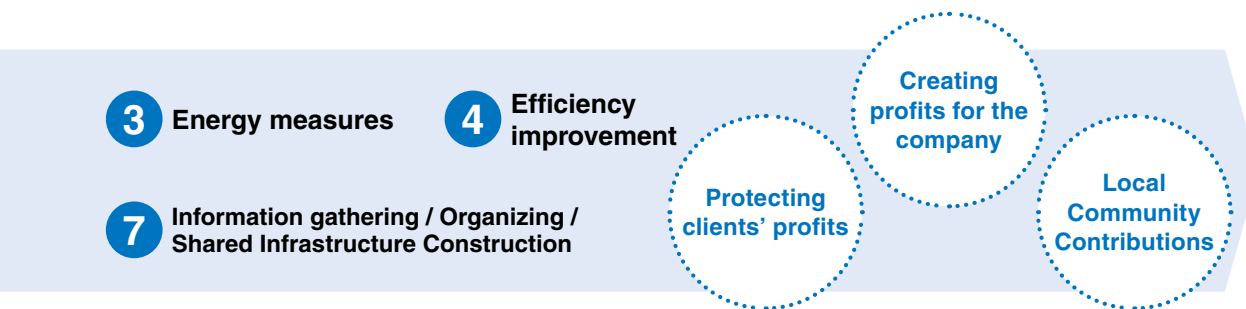 3 Energy measures
4 Efficiency
improvement
7 Information gathering / Organizing /
Shared Infrastructure Construction
Protecting
clients’ profits
Creating
profits for the
company
Local
Community
Contributions